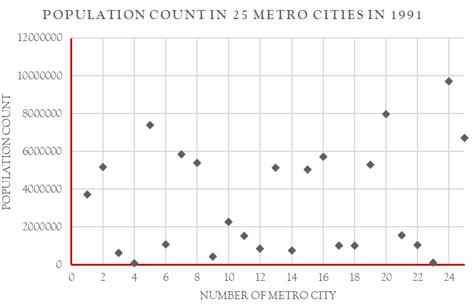 POPULATION COUNT IN 25 METRO CITIES IN 1991
12000000
10000000
8000000
6000000
4000000
2000000
0
POPULATION COUNT
0 2 4 6 8 10 12 14 16 18 20 22 24
NUMBER OF METRO CITY